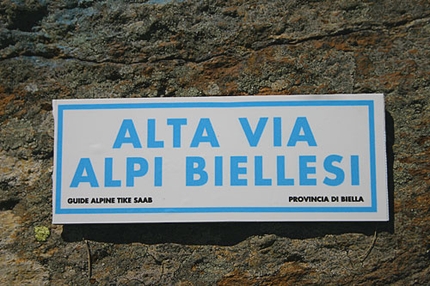 ALTA VIA
ALPI BIELLESI
GUIDE ALPINE TIKE SAAB PROVINCIA DI BIELLA